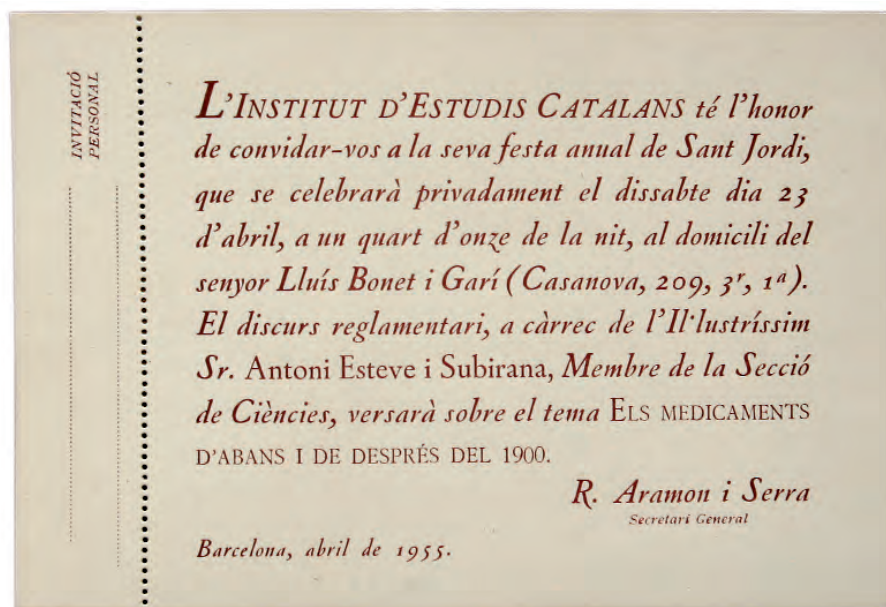 INVITACIÓ
PERSONAL
L'INSTITUT D'ESTUDIS CATALANS té l'honor
de convidar-vos a la seva festa anual de Sant Jordi,
que se celebrarà privadament el dissabte dia 23
d'abril, a un quart d'onze de la nit, al domicili del
senyor Lluís Bonet i Garí (Casanova, 209, 3r, 1a).
El discurs reglamentari, a càrrec de l'Il·lustríssim
Sr. Antoni Esteve i Subirana, Membre de la Secció
de Ciències, versarà sobre el tema ELS MEDICAMENTS
D'ABANS I DE DESPRÉS DEL 1900.
R. Aramon i Serra
Secretari General
Barcelona, abril de 1955.